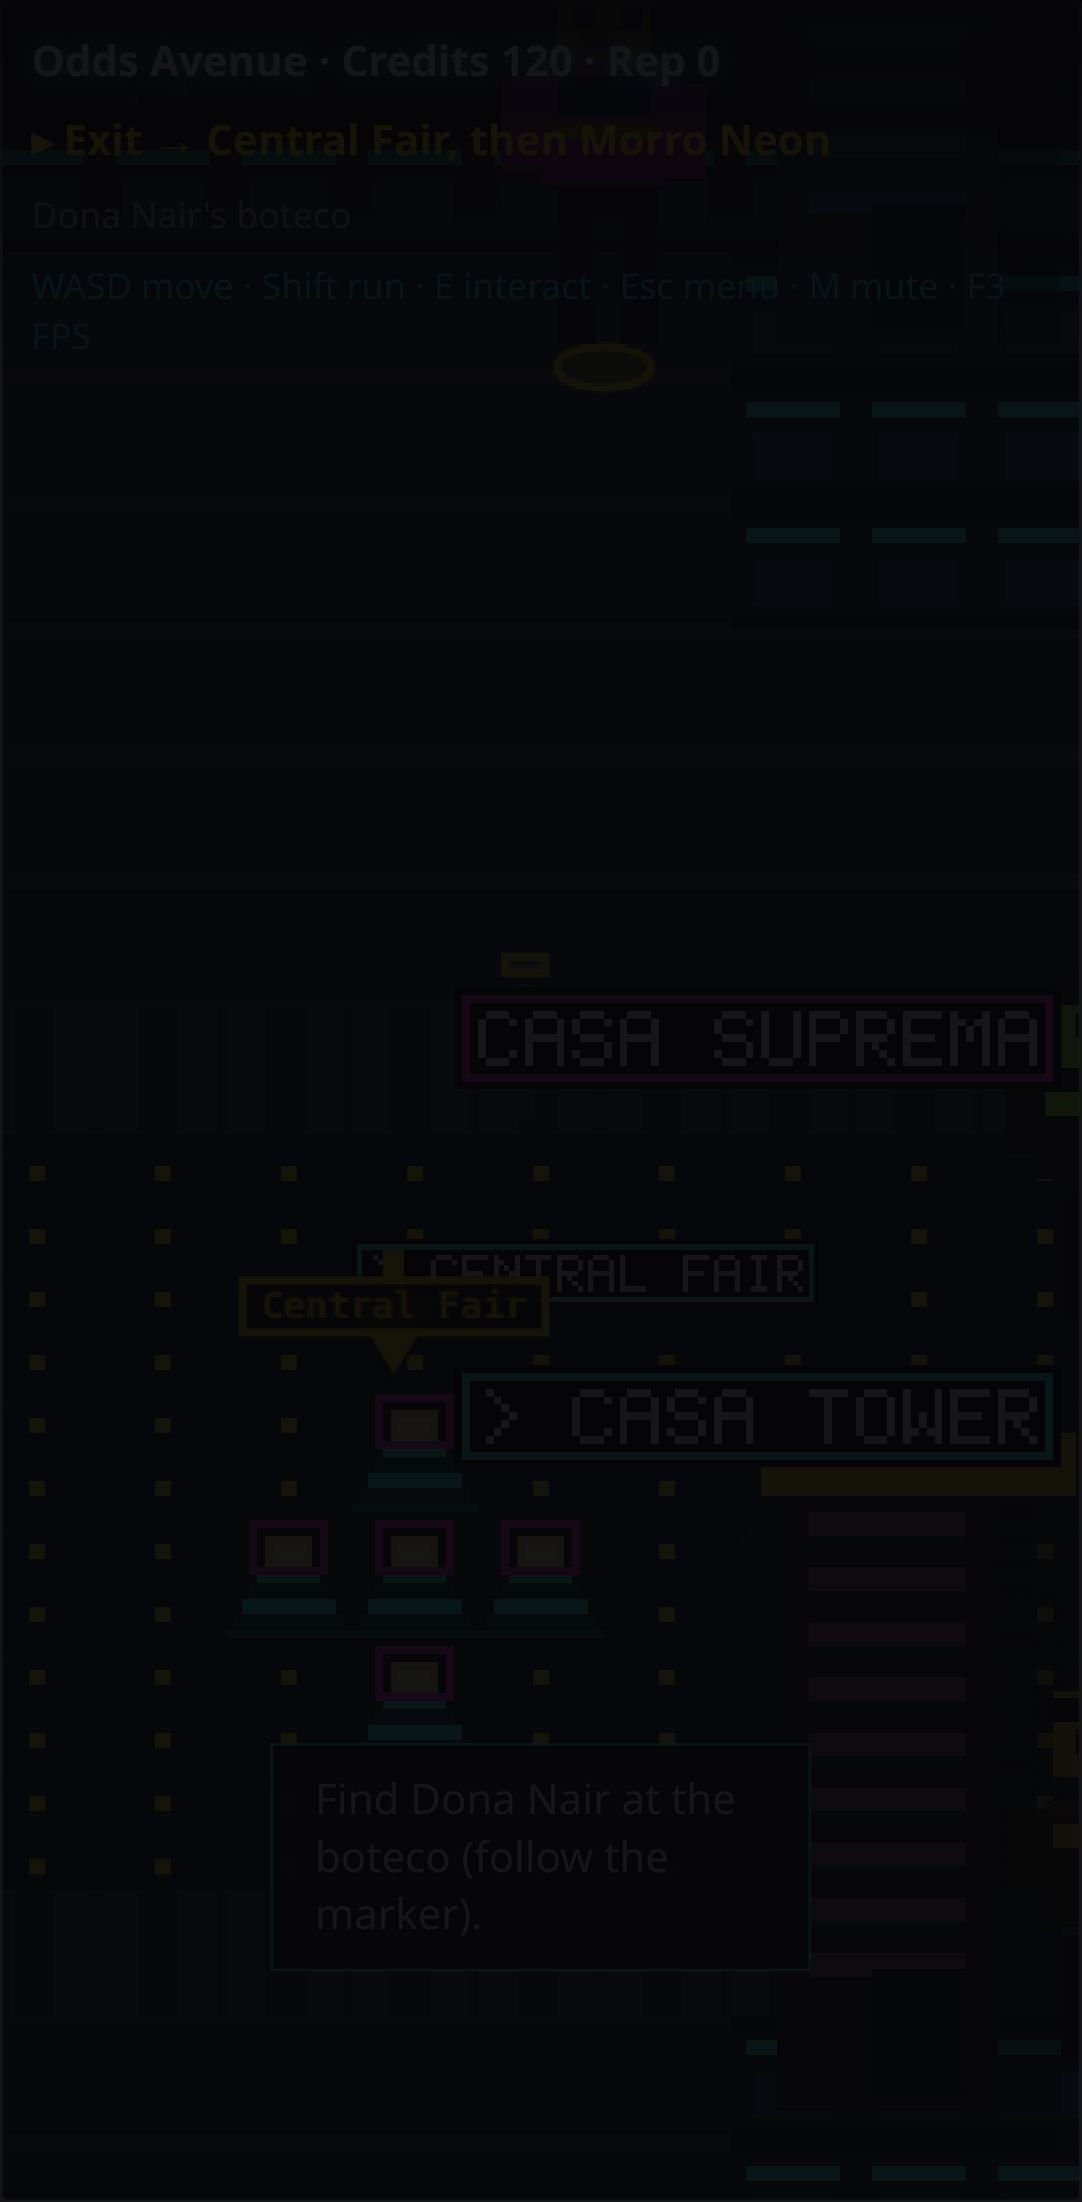 Odds Avenue · Credits 120 · Rep 0
▸ Exit → Central Fair, then Morro Neon
Dona Nair's boteco
WASD move · Shift run · E interact · Esc menu · M mute · F3
FPS
CASA SUPREMA
> CENTRAL FAIR
Central Fair
> CASA TOWER
Find Dona Nair at the
boteco (follow the
marker).